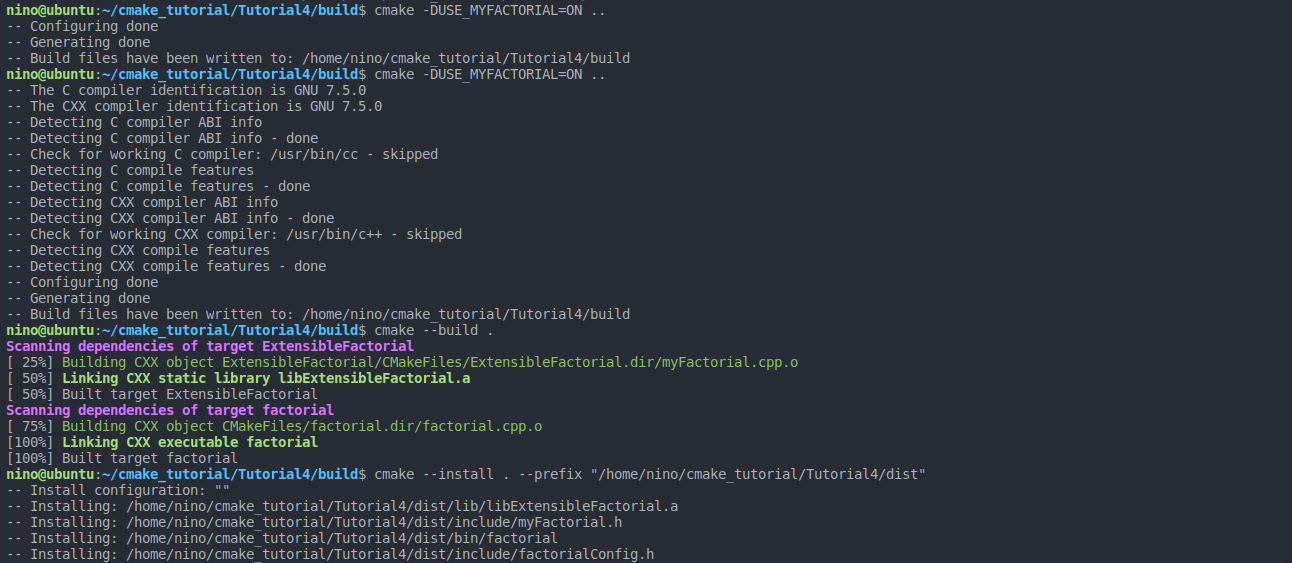 nino@ubuntu:~/cmake_tutorial/Tutorial4/build$ cmake -DUSE_MYFACTORIAL=ON ..
-- Configuring done
-- Generating done
-- Build files have been written to: /home/nino/cmake_tutorial/Tutorial4/build
nino@ubuntu:~/cmake_tutorial/Tutorial4/build$ cmake -DUSE_MYFACTORIAL=ON ..
-- The C compiler identification is GNU 7.5.0
-- The CXX compiler identification is GNU 7.5.0
-- Detecting C compiler ABI info
-- Detecting C compiler ABI info - done
-- Check for working C compiler: /usr/bin/cc - skipped
-- Detecting C compile features
-- Detecting C compile features - done
-- Detecting CXX compiler ABI info
-- Detecting CXX compiler ABI info - done
-- Check for working CXX compiler: /usr/bin/c++ - skipped
-- Detecting CXX compile features
-- Detecting CXX compile features - done
-- Configuring done
-- Generating done
-- Build files have been written to: /home/nino/cmake_tutorial/Tutorial4/build
nino@ubuntu:~/cmake_tutorial/Tutorial4/build$ cmake --build .
Scanning dependencies of target ExtensibleFactorial
[ 25%] Building CXX object ExtensibleFactorial/CMakeFiles/ExtensibleFactorial.dir/myFactorial.cpp.o
[ 50%] Linking CXX static library libExtensibleFactorial.a
[ 50%] Built target ExtensibleFactorial
Scanning dependencies of target factorial
[ 75%] Building CXX object CMakeFiles/factorial.dir/factorial.cpp.o
[100%] Linking CXX executable factorial
[100%] Built target factorial
nino@ubuntu:~/cmake_tutorial/Tutorial4/build$ cmake --install . --prefix "/home/nino/cmake_tutorial/Tutorial4/dist"
-- Install configuration: ""
-- Installing: /home/nino/cmake_tutorial/Tutorial4/dist/lib/libExtensibleFactorial.a
-- Installing: /home/nino/cmake_tutorial/Tutorial4/dist/include/myFactorial.h
-- Installing: /home/nino/cmake_tutorial/Tutorial4/dist/bin/factorial
-- Installing: /home/nino/cmake_tutorial/Tutorial4/dist/include/factorialConfig.h